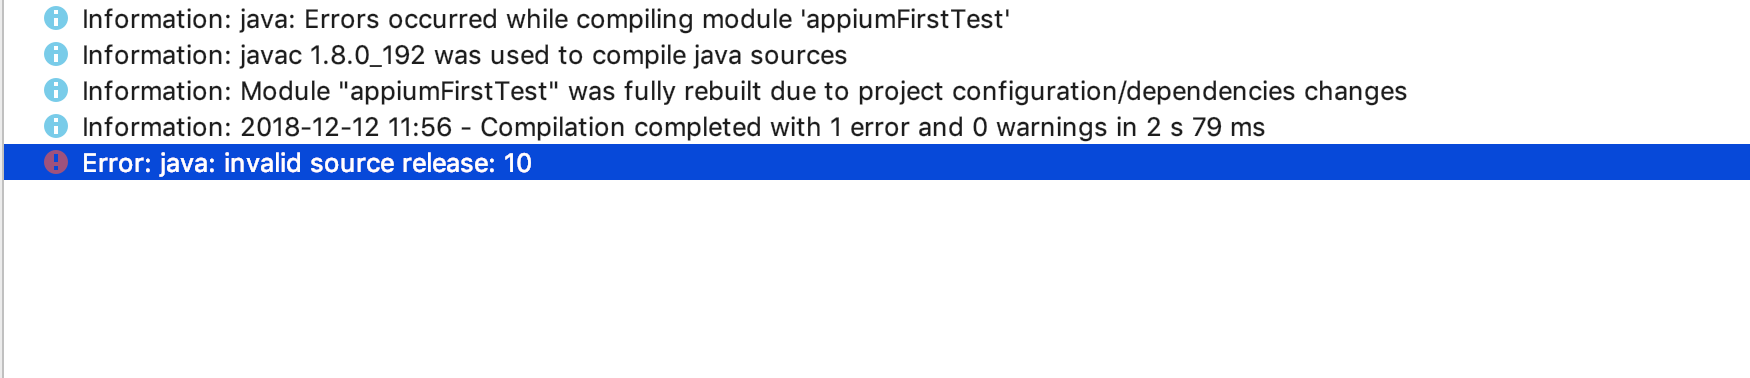 Information: java: Errors occurred while compiling module 'appiumFirstTest'
Information: javac 1.8.0_192 was used to compile java sources
Information: Module "appiumFirstTest" was fully rebuilt due to project configuration/dependencies changes
Information: 2018-12-12 11:56 - Compilation completed with 1 error and 0 warnings in 2 s 79 ms
Error: java: invalid source release: 10